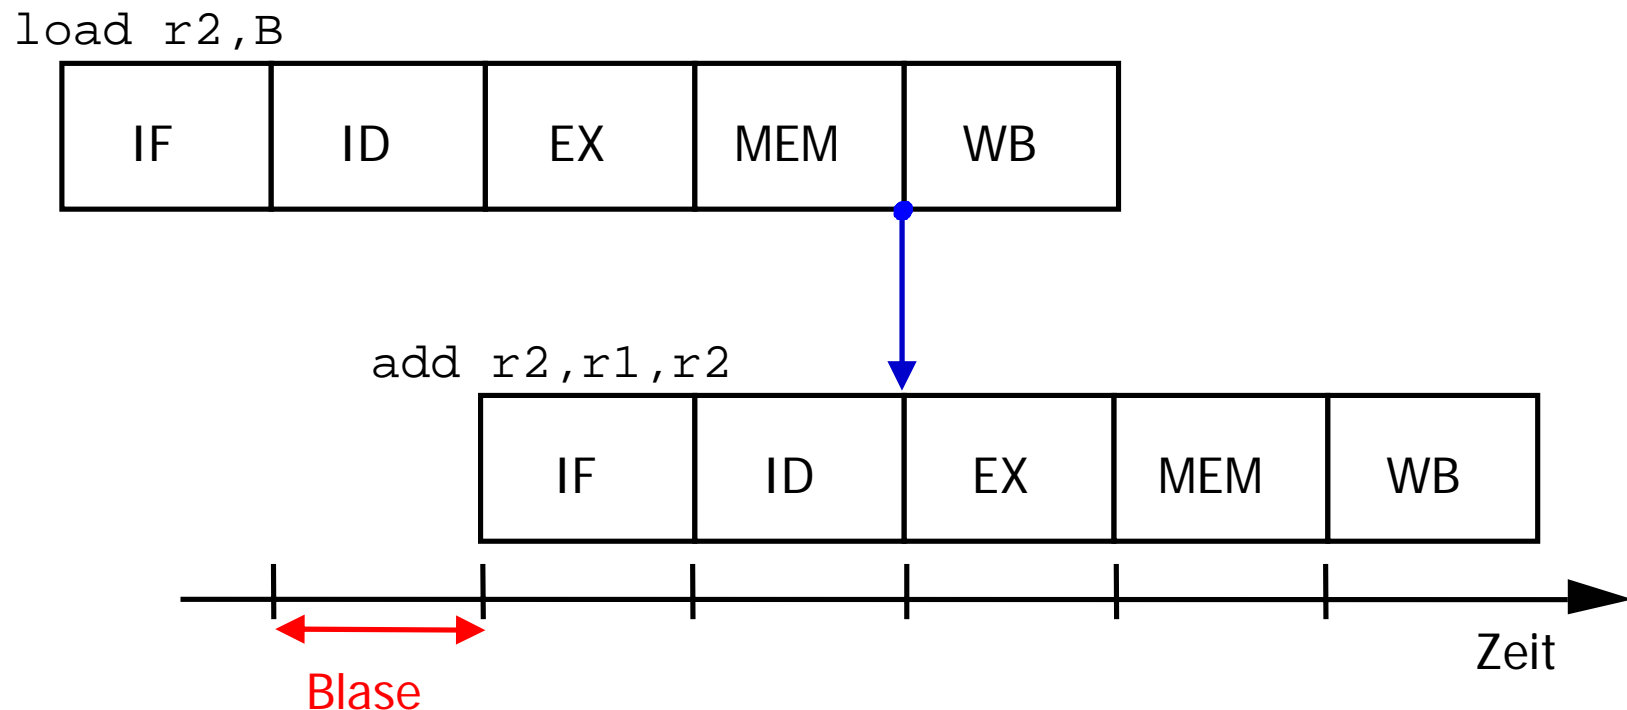 load r2,B
IF ID EX MEM WB
add r2,r1,r2
IF ID EX MEM WB
Zeit
Blase